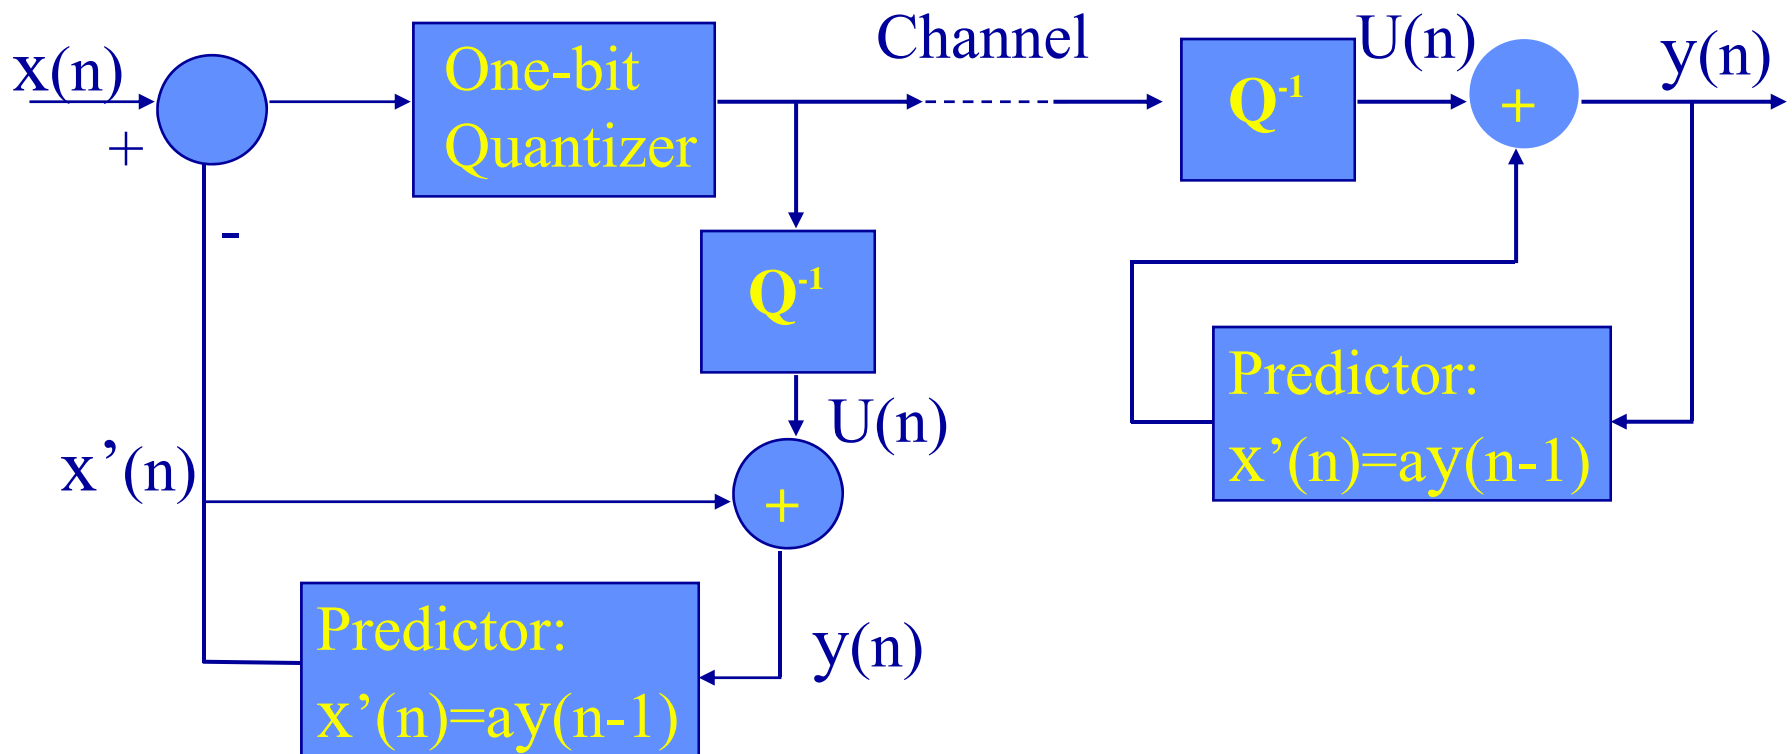 x(n)
+
-
One-bit
Quantizer
Channel
Q⁻¹
U(n)
+
y(n)
Q⁻¹
U(n)
x’(n)
+
y(n)
Predictor:
x’(n)=ay(n-1)
Predictor:
x’(n)=ay(n-1)